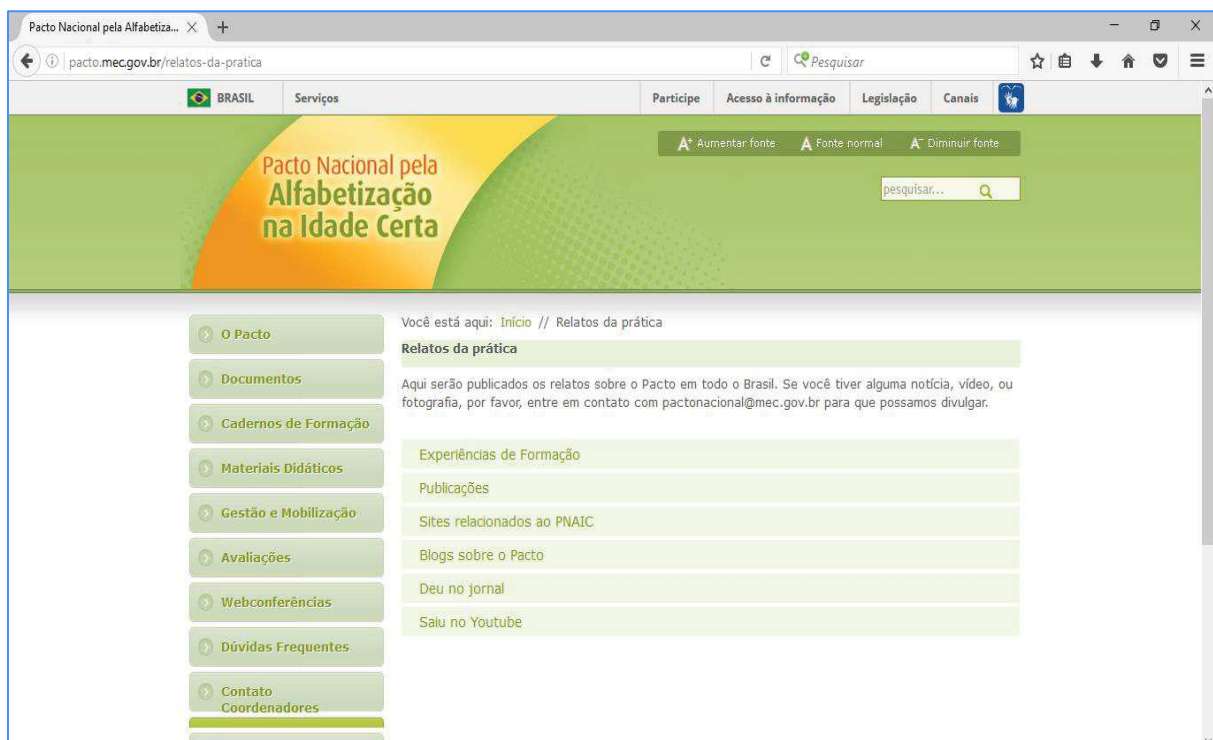 Pacto Nacional pela Alfabetiza...
pacto.mec.gov.br/relatos-da-pratica
Pesquisar
BRASIL
Serviços
Participe
Acesso à informação
Legislação
Canais
A+ Aumentar fonte
A Fonte normal
A- Diminuir fonte
pesquisar...
Pacto Nacional pela
Alfabetização
na Idade Certa
O Pacto
Documentos
Cadernos de Formação
Materiais Didáticos
Gestão e Mobilização
Avaliações
Webconferências
Dúvidas Frequentes
Contato
Coordenadores
Você está aqui: Início // Relatos da prática
Relatos da prática
Aqui serão publicados os relatos sobre o Pacto em todo o Brasil. Se você tiver alguma notícia, vídeo, ou
fotografia, por favor, entre em contato com pactonacional@mec.gov.br para que possamos divulgar.
Experiências de Formação
Publicações
Sites relacionados ao PNAIC
Blogs sobre o Pacto
Deu no jornal
Saiu no Youtube